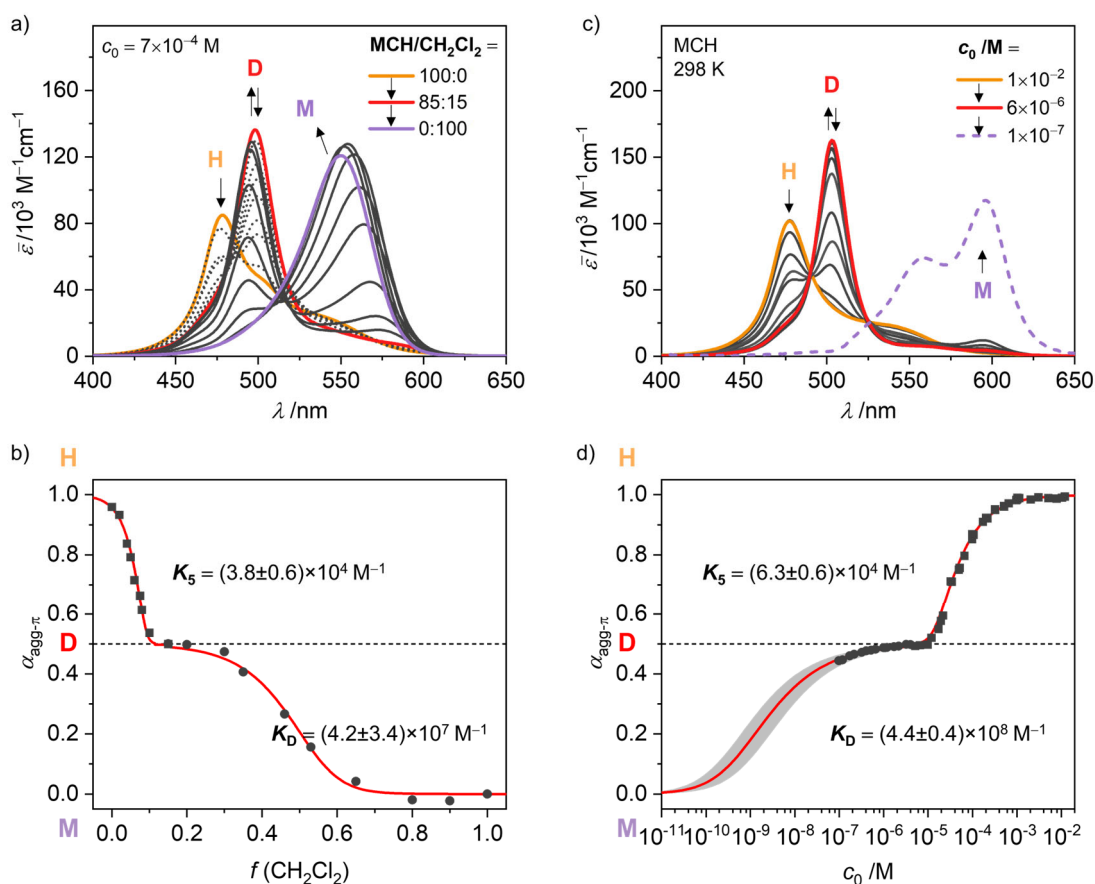 a)
c₀ = 7×10⁻⁴ M
MCH/CH₂Cl₂ =
100:0
85:15
0:100
H
D
M
160
120
80
40
0
ε̄ /10³ M⁻¹cm⁻¹
400 450 500 550 600 650
λ /nm
c)
MCH
298 K
c₀ /M =
1×10⁻²
6×10⁻⁶
1×10⁻⁷
H
D
M
200
150
100
50
0
ε̄ /10³ M⁻¹cm⁻¹
400 450 500 550 600 650
λ /nm
b)
H
D
M
1.0
0.8
0.6
0.4
0.2
0.0
α agg-π
K₅ = (3.8±0.6)×10⁴ M⁻¹
K_D = (4.2±3.4)×10⁷ M⁻¹
0.0 0.2 0.4 0.6 0.8 1.0
f (CH₂Cl₂)
d)
H
D
M
1.0
0.8
0.6
0.4
0.2
0.0
α agg-π
K₅ = (6.3±0.6)×10⁴ M⁻¹
K_D = (4.4±0.4)×10⁸ M⁻¹
10⁻¹¹ 10⁻¹⁰ 10⁻⁹ 10⁻⁸ 10⁻⁷ 10⁻⁶ 10⁻⁵ 10⁻⁴ 10⁻³ 10⁻²
c₀ /M